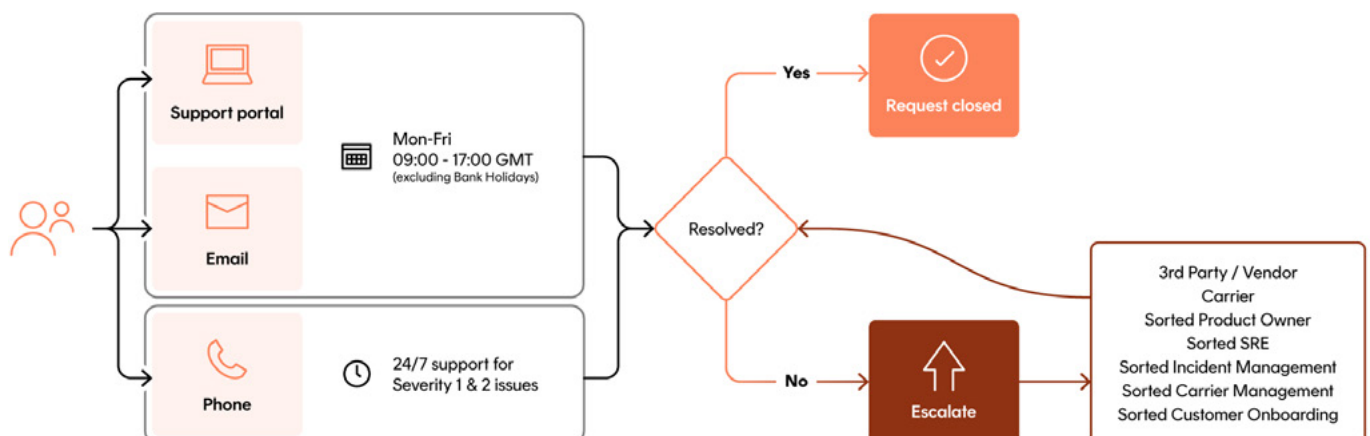 Support portal
Mon-Fri
09:00 - 17:00 GMT
(excluding Bank Holidays)
Email
Phone
24/7 support for
Severity 1 & 2 issues
Resolved?
Yes
Request closed
No
Escalate
3rd Party / Vendor
Carrier
Sorted Product Owner
Sorted SRE
Sorted Incident Management
Sorted Carrier Management
Sorted Customer Onboarding